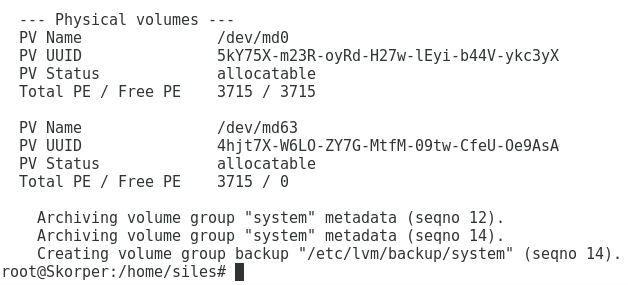 --- Physical volumes ---
PV Name /dev/md0
PV UUID 5kY75X-m23R-oyRd-H27w-lEyi-b44V-ykc3yX
PV Status allocatable
Total PE / Free PE 3715 / 3715
PV Name /dev/md63
PV UUID 4hjt7X-W6LO-ZY7G-MtfM-09tw-CfeU-Oe9AsA
PV Status allocatable
Total PE / Free PE 3715 / 0
Archiving volume group "system" metadata (seqno 12).
Archiving volume group "system" metadata (seqno 14).
Creating volume group backup "/etc/lvm/backup/system" (seqno 14).
root@Skorper:/home/siles#